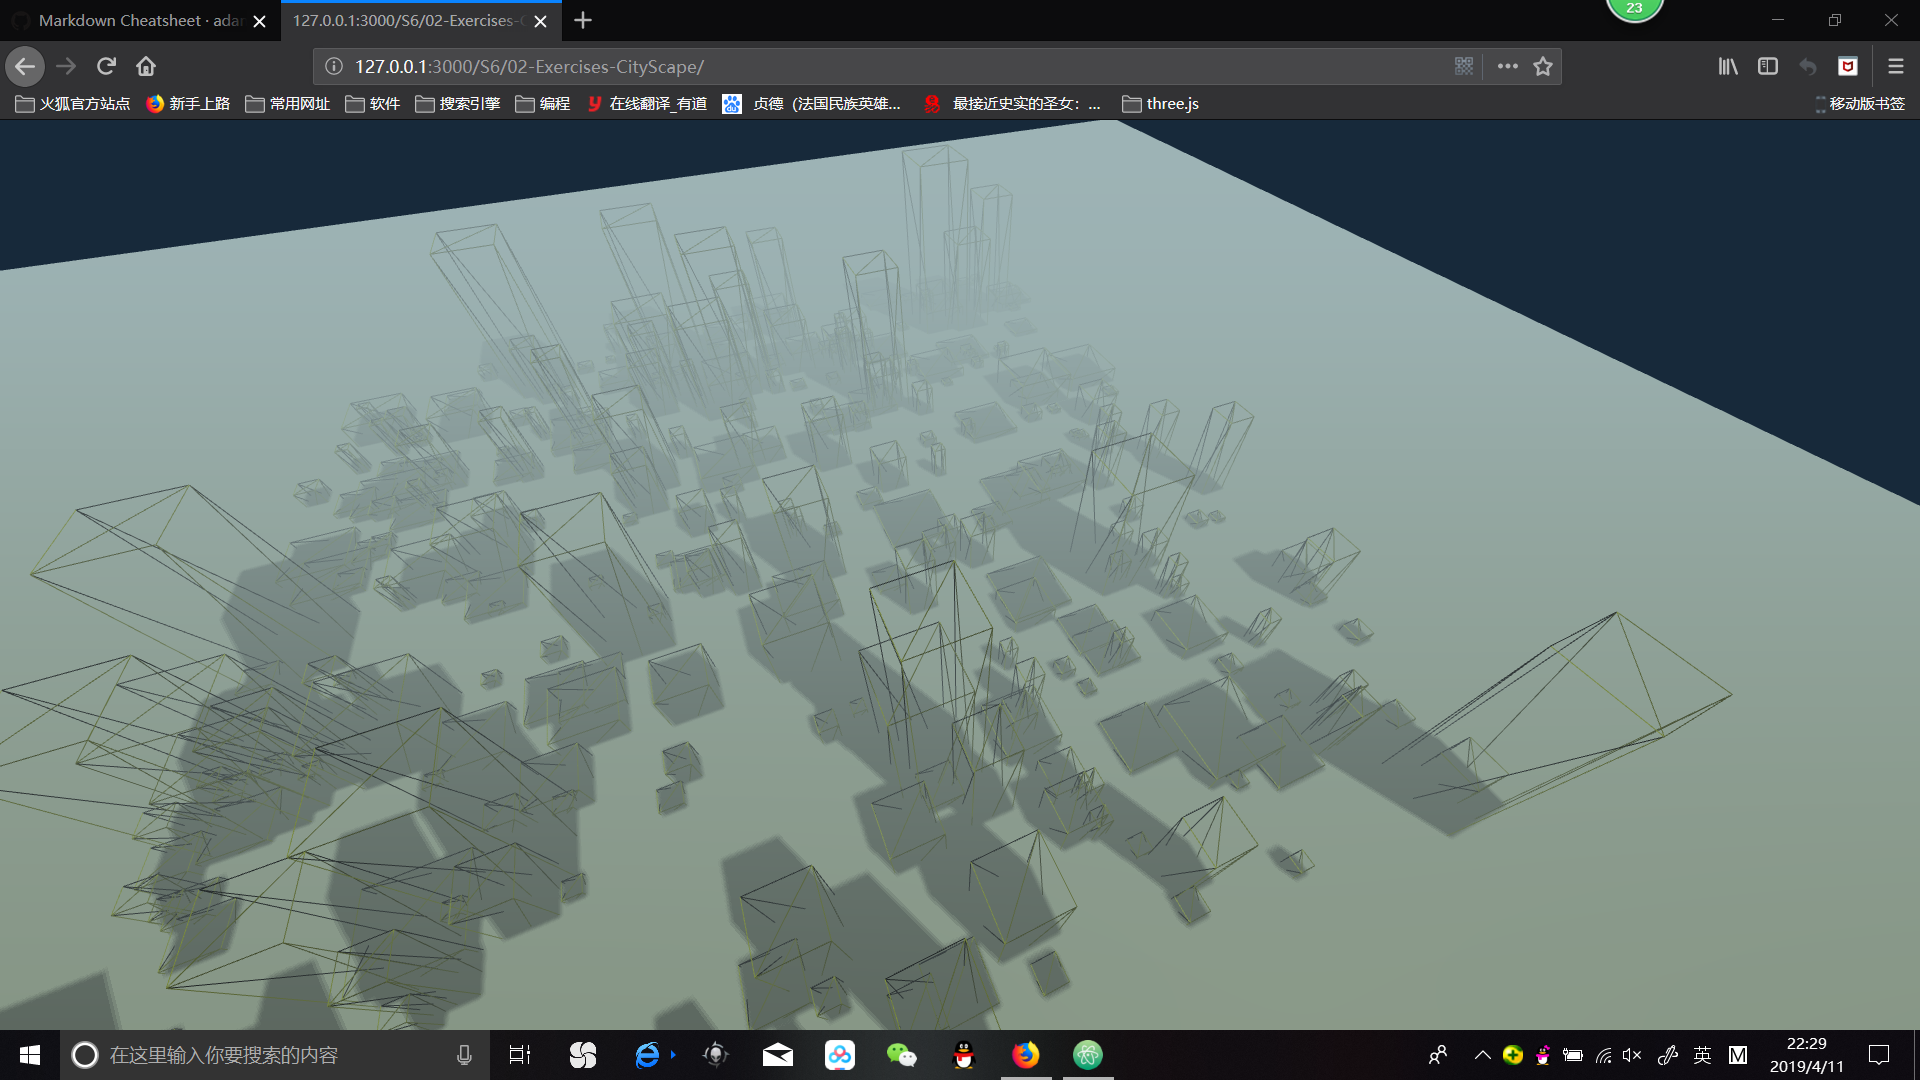 Markdown Cheatsheet · adar
127.0.0.1:3000/S6/02-Exercises-C
23
127.0.0.1:3000/S6/02-Exercises-CityScape/
火狐官方站点 新手上路 常用网址 软件 搜索引擎 编程 在线翻译_有道 贞德（法国民族英雄... 最接近史实的圣女：... three.js 移动版书签
在这里输入你要搜索的内容
英
M
22:29
2019/4/11